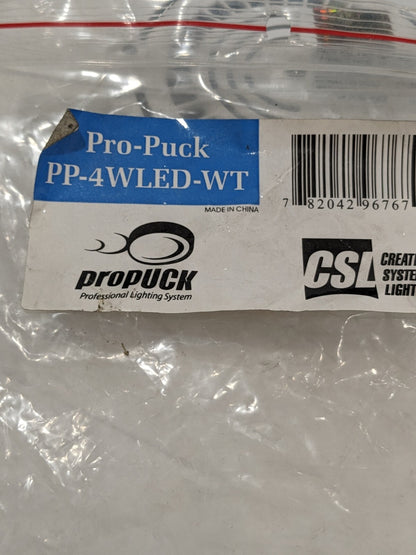 Pro-Puck
PP-4WLED-WT
MADE IN CHINA
7 82042 96767
proPUCK
Professional Lighting System
CSL